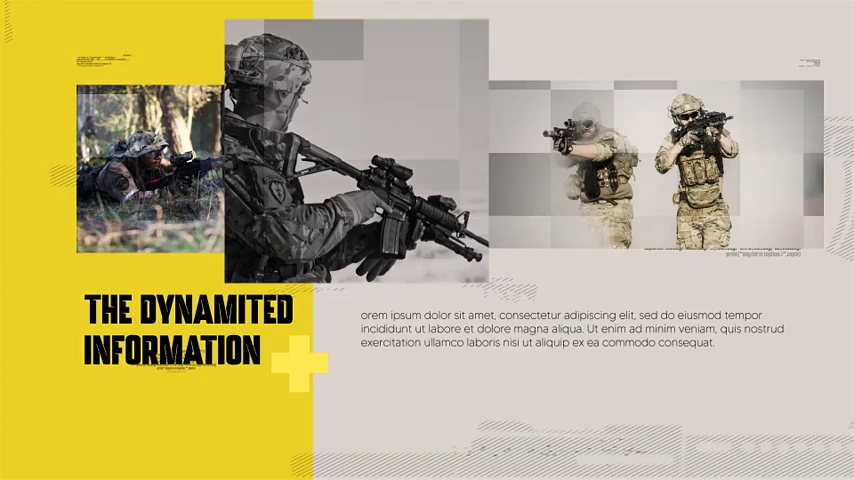 THE DYNAMITED
INFORMATION
orem ipsum dolor sit amet, consectetur adipiscing elit, sed do eiusmod tempor
incididunt ut labore et dolore magna aliqua. Ut enim ad minim veniam, quis nostrud
exercitation ullamco laboris nisi ut aliquip ex ea commodo consequat.